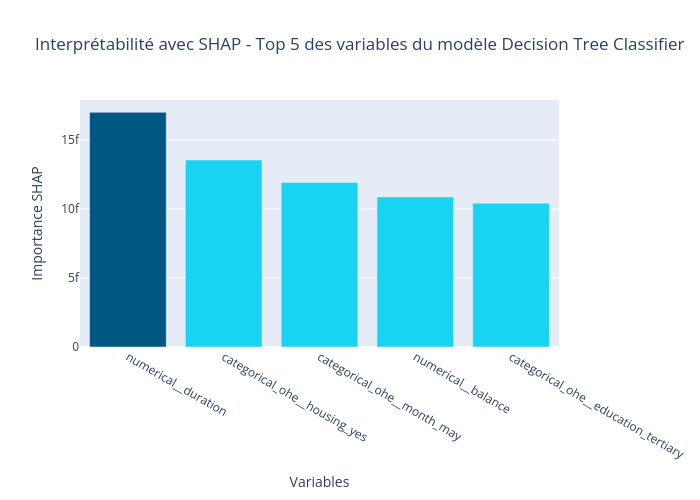 Interprétabilité avec SHAP - Top 5 des variables du modèle Decision Tree Classifier
Importance SHAP
15f
10f
5f
0
numerical__duration
categorical_ohe__housing_yes
categorical_ohe__month_may
numerical__balance
categorical_ohe__education_tertiary
Variables